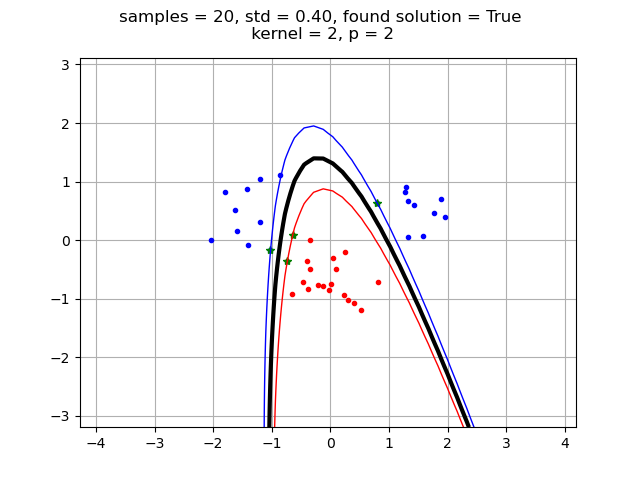 samples = 20, std = 0.40, found solution = True
kernel = 2, p = 2
3
2
1
0
−1
−2
−3
−4 −3 −2 −1 0 1 2 3 4